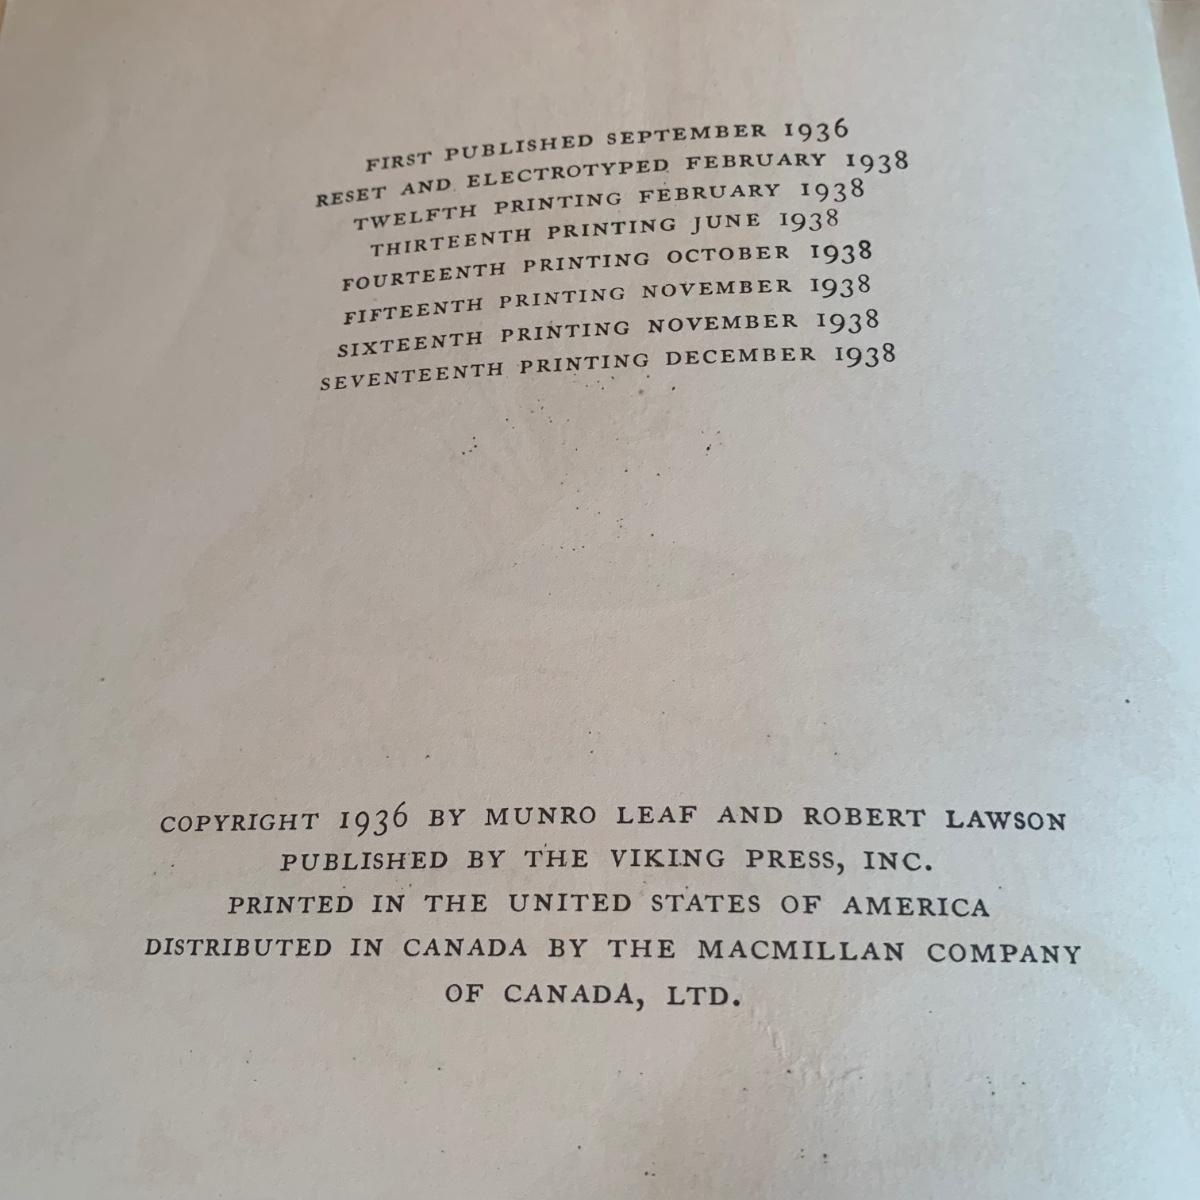 FIRST PUBLISHED SEPTEMBER 1936
RESET AND ELECTROTYPED FEBRUARY 1938
TWELFTH PRINTING FEBRUARY 1938
THIRTEENTH PRINTING JUNE 1938
FOURTEENTH PRINTING OCTOBER 1938
FIFTEENTH PRINTING NOVEMBER 1938
SIXTEENTH PRINTING NOVEMBER 1938
SEVENTEENTH PRINTING DECEMBER 1938
COPYRIGHT 1936 BY MUNRO LEAF AND ROBERT LAWSON
PUBLISHED BY THE VIKING PRESS, INC.
PRINTED IN THE UNITED STATES OF AMERICA
DISTRIBUTED IN CANADA BY THE MACMILLAN COMPANY
OF CANADA, LTD.